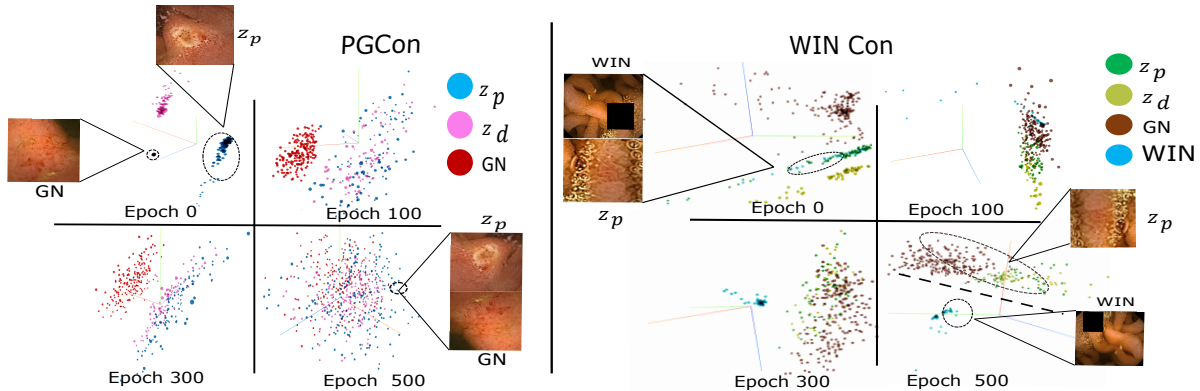 PGCon
z_p
GN
z_p
z_d
GN
Epoch 0
Epoch 100
z_p
GN
Epoch 300
Epoch 500
WIN Con
WIN
z_p
z_p
z_d
GN
WIN
Epoch 0
Epoch 100
z_p
WIN
Epoch 300
Epoch 500